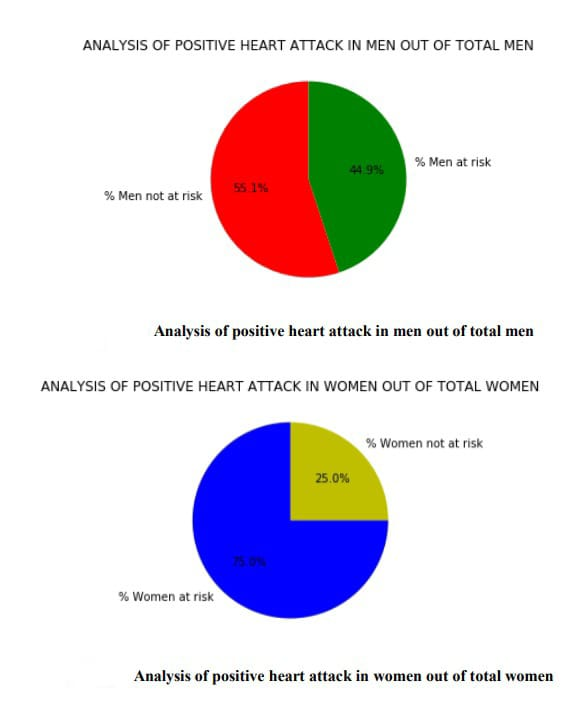 ANALYSIS OF POSITIVE HEART ATTACK IN MEN OUT OF TOTAL MEN
44.9%
% Men at risk
55.1%
% Men not at risk
Analysis of positive heart attack in men out of total men
ANALYSIS OF POSITIVE HEART ATTACK IN WOMEN OUT OF TOTAL WOMEN
% Women not at risk
25.0%
75.0%
% Women at risk
Analysis of positive heart attack in women out of total women